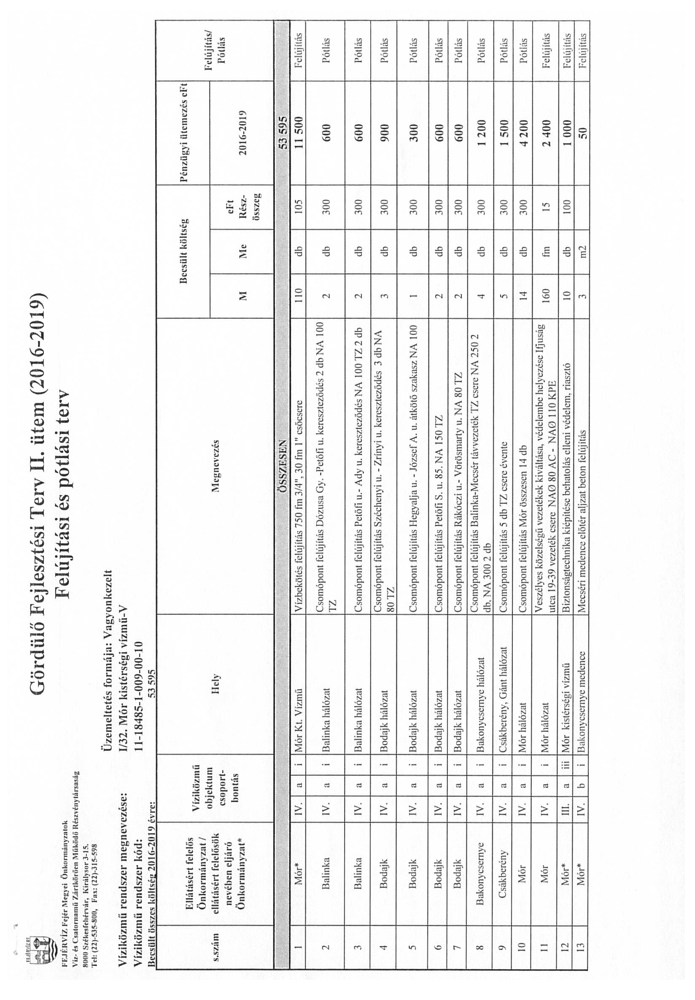 Gördülő Fejlesztési Terv II. ütem (2016-2019)
Felújítási és pótlási terv
FEJÉRVÍZ RT
FEJÉRVÍZ Fejér Megyei Önkormányzatok
Víz- és Csatornamű Zártkörően Működő Részvénytársaság
8000 Székesfehérvár, Királysor 3-15.
Tel: (22)-535-800, Fax: (22)-315-598
Üzemeltetés formája: Vagyonkezelt
Víziközmű rendszer megnevezése: I/32. Mór kistérségi vízmű-V
Víziközmű rendszer kód: 11-18485-1-009-00-10
Becsült összes költség 2016-2019 évre: 53 595
s.szám
Ellátásért felelős
Önkormányzat /
ellátásért felelősök
nevében eljáró
Önkormányzat*
Víziközmű
objektum
csoport-
bontás
Hely
Megnevezés
Becsült költség
M
Me
eFt
Rész-
összeg
Pénzügyi ütemezés eFt
2016-2019
Felújítás/
Pótlás
ÖSSZESEN 53 595
1 Mór* IV. a i Mór Kt. Vízmű Vízbekötés felújítás 750 fm 3/4", 30 fm 1" csőcsere 110 db 105 11 500 Felújítás
2 Balinka IV. a i Balinka hálózat Csomópont felújítás Dózusa Gy. -Petőfi u. kereszteződés 2 db NA 100
TZ 2 db 300 600 Pótlás
3 Balinka IV. a i Balinka hálózat Csomópont felújítás Petőfi u.- Ady u. kereszteződés NA 100 TZ 2 db 2 db 300 600 Pótlás
4 Bodajk IV. a i Bodajk hálózat Csomópont felújítás Széchenyi u. - Zrínyi u. kereszteződés 3 db NA
80 TZ 3 db 300 900 Pótlás
5 Bodajk IV. a i Bodajk hálózat Csomópont felújítás Hegyalja u. - József A. u. átkötő szakasz NA 100 1 db 300 300 Pótlás
6 Bodajk IV. a i Bodajk hálózat Csomópont felújítás Petőfi S. u. 85. NA 150 TZ 2 db 300 600 Pótlás
7 Bodajk IV. a i Bodajk hálózat Csomópont felújítás Rákóczi u.- Vörösmarty u. NA 80 TZ 2 db 300 600 Pótlás
8 Bakonycsernye IV. a i Bakonycsernye hálózat Csomópont felújítás Balinka-Mecsér távvezeték TZ csere NA 250 2
db, NA 300 2 db 4 db 300 1 200 Pótlás
9 Csákberény IV. a i Csákberény, Gánt hálózat Csomópont felújítás 5 db TZ csere évente 5 db 300 1 500 Pótlás
10 Mór IV. a i Mór hálózat Csomópont felújítás Mór összesen 14 db 14 db 300 4 200 Pótlás
11 Mór IV. a i Mór hálózat Veszélyes közelségű vezetékek kiváltása, védelembe helyezése Ifjuság
utca 19-39 vezeték csere NAØ 80 AC - NAØ 110 KPE 160 fm 15 2 400 Felújítás
12 Mór* III. a iii Mór kistérségi vízmű Biztonságtechnika kiépítése behatolás elleni védelem, riasztó 10 db 100 1 000 Felújítás
13 Mór* IV. b i Bakonycsernye medence Mecséri medence előtér aljzat beton felújítás 3 m2 50 Felújítás